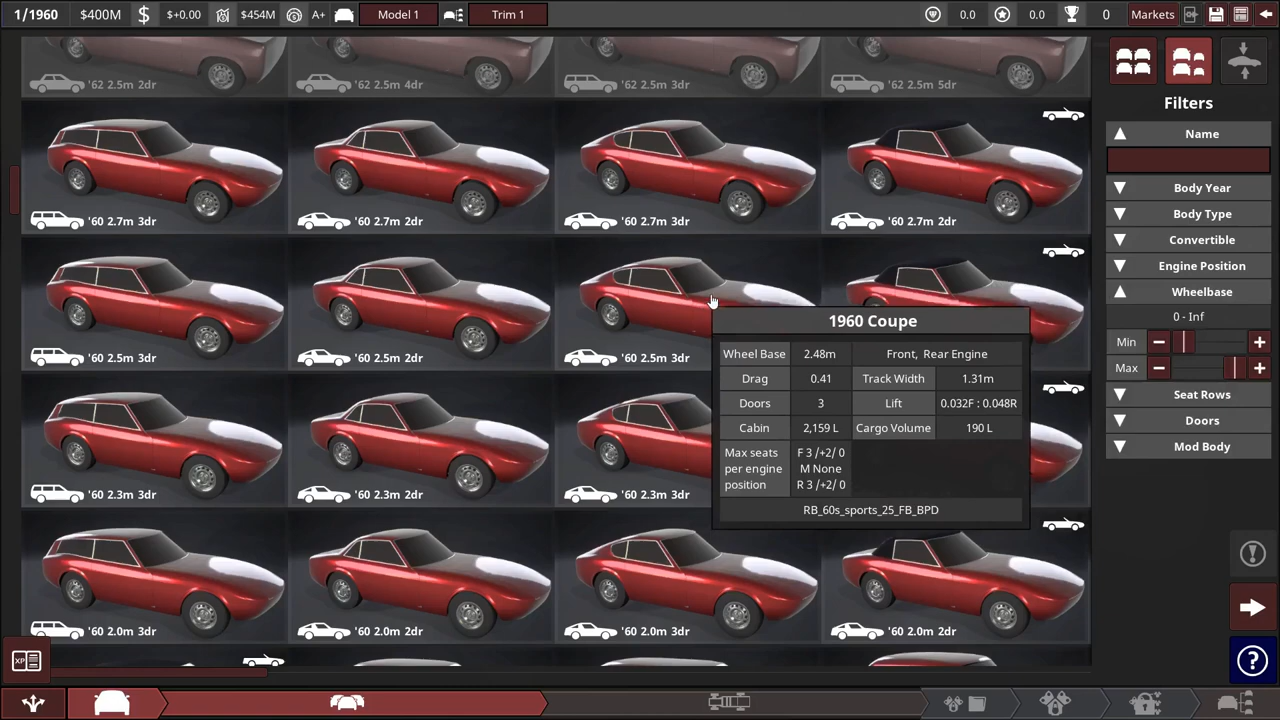 1/1960 $400M $+0.00 $454M A+ Model 1 Trim 1 0.0 0.0 0 Markets
'62 2.5m 2dr '62 2.5m 4dr '62 2.5m 3dr '62 2.5m 5dr
'60 2.7m 3dr '60 2.7m 2dr '60 2.7m 3dr '60 2.7m 2dr
'60 2.5m 3dr '60 2.5m 2dr '60 2.5m 3dr
'60 2.3m 3dr '60 2.3m 2dr '60 2.3m 3dr
'60 2.0m 3dr '60 2.0m 2dr '60 2.0m 3dr '60 2.0m 2dr
1960 Coupe
Wheel Base 2.48m Front, Rear Engine
Drag 0.41 Track Width 1.31m
Doors 3 Lift 0.032F : 0.048R
Cabin 2,159 L Cargo Volume 190 L
Max seats F 3 /+2/ 0
per engine M None
position R 3 /+2/ 0
RB_60s_sports_25_FB_BPD
Filters
Name
Body Year
Body Type
Convertible
Engine Position
Wheelbase
0 - Inf
Min
Max
Seat Rows
Doors
Mod Body
XP
?